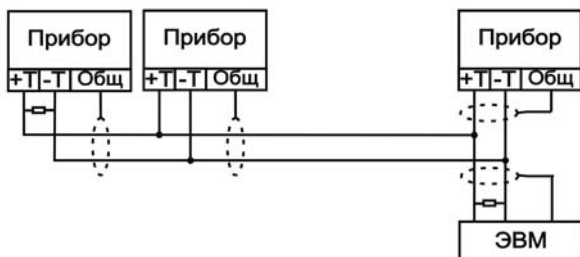 Прибор Прибор Прибор
+Т -Т Общ +Т -Т Общ +Т -Т Общ
ЭВМ